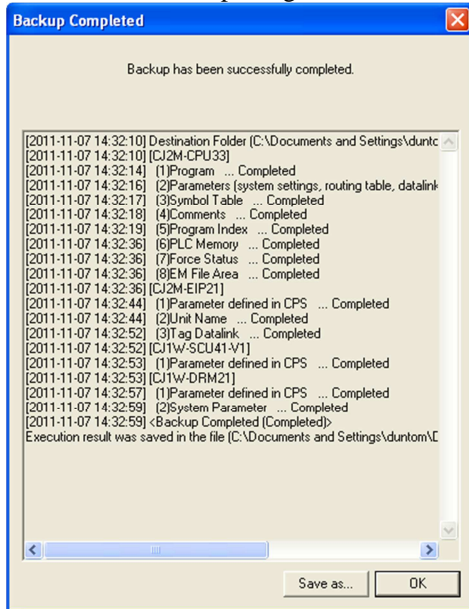 Backup Completed
Backup has been successfully completed.
[2011-11-07 14:32:10] Destination Folder (C:\Documents and Settings\duntc
[2011-11-07 14:32:10] [CJ2M-CPU33]
[2011-11-07 14:32:14] (1)Program ... Completed
[2011-11-07 14:32:16] (2)Parameters (system settings, routing table, datalink
[2011-11-07 14:32:17] (3)Symbol Table ... Completed
[2011-11-07 14:32:18] (4)Comments ... Completed
[2011-11-07 14:32:19] (5)Program Index ... Completed
[2011-11-07 14:32:36] (6)PLC Memory ... Completed
[2011-11-07 14:32:36] (7)Force Status ... Completed
[2011-11-07 14:32:36] (8)EM File Area ... Completed
[2011-11-07 14:32:36] [CJ2M-EIP21]
[2011-11-07 14:32:44] (1)Parameter defined in CPS ... Completed
[2011-11-07 14:32:44] (2)Unit Name ... Completed
[2011-11-07 14:32:52] (3)Tag Datalink ... Completed
[2011-11-07 14:32:52] [CJ1W-SCU41-V1]
[2011-11-07 14:32:53] (1)Parameter defined in CPS ... Completed
[2011-11-07 14:32:53] [CJ1W-DRM21]
[2011-11-07 14:32:57] (1)Parameter defined in CPS ... Completed
[2011-11-07 14:32:59] (2)System Parameter ... Completed
[2011-11-07 14:32:59] <Backup Completed (Completed)>
Execution result was saved in the file (C:\Documents and Settings\duntom\D
Save as...
OK